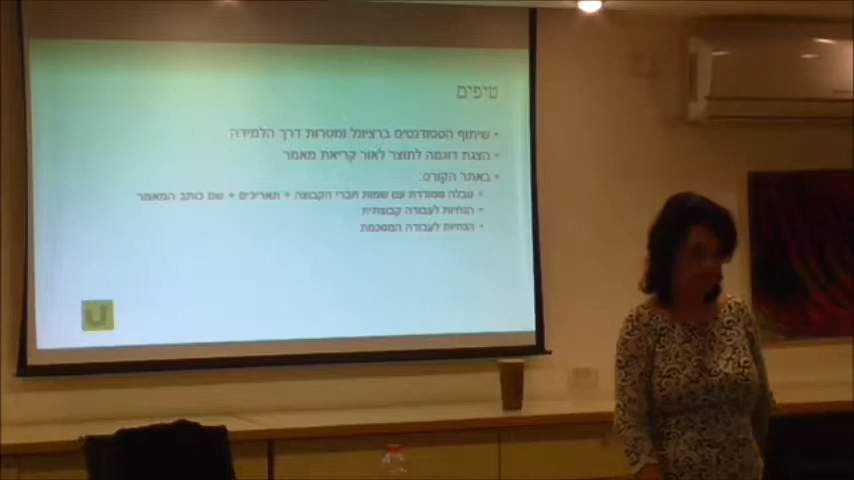 טיפים
• שיתוף הסטודנטים ברציונל ומטרות דרך הלמידה
• הצגת דוגמה לתוצר לאור קריאת מאמר
• באתר הקורס:
• טבלה מסודרת עם שמות חברי הקבוצה + תאריכים + שם כותב המאמר
• הנחיות לעבודה קבוצתית
• הנחיות לעבודה המסכמת